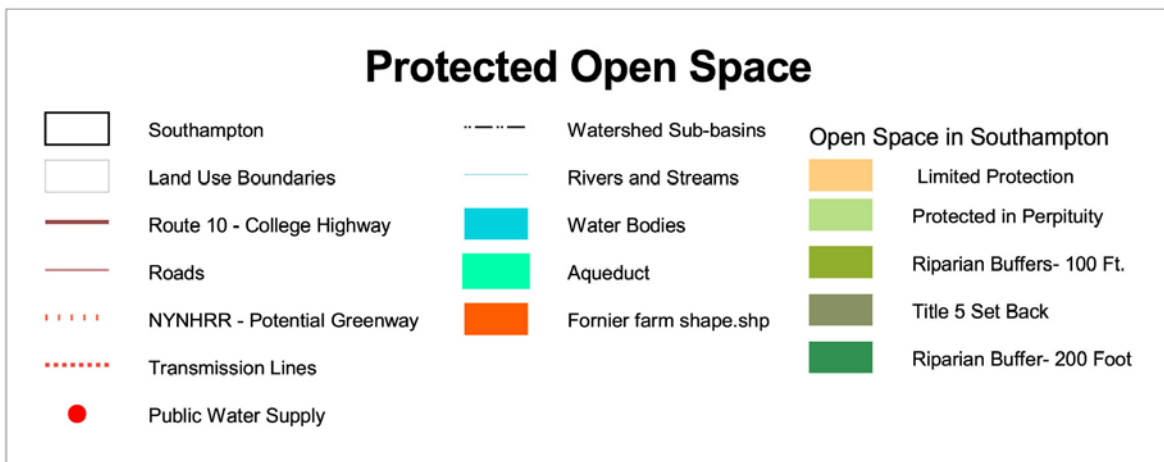 Protected Open Space
Southampton
Land Use Boundaries
Route 10 - College Highway
Roads
NYNHRR - Potential Greenway
Transmission Lines
Public Water Supply
Watershed Sub-basins
Rivers and Streams
Water Bodies
Aqueduct
Fornier farm shape.shp
Open Space in Southampton
Limited Protection
Protected in Perpituity
Riparian Buffers- 100 Ft.
Title 5 Set Back
Riparian Buffer- 200 Foot